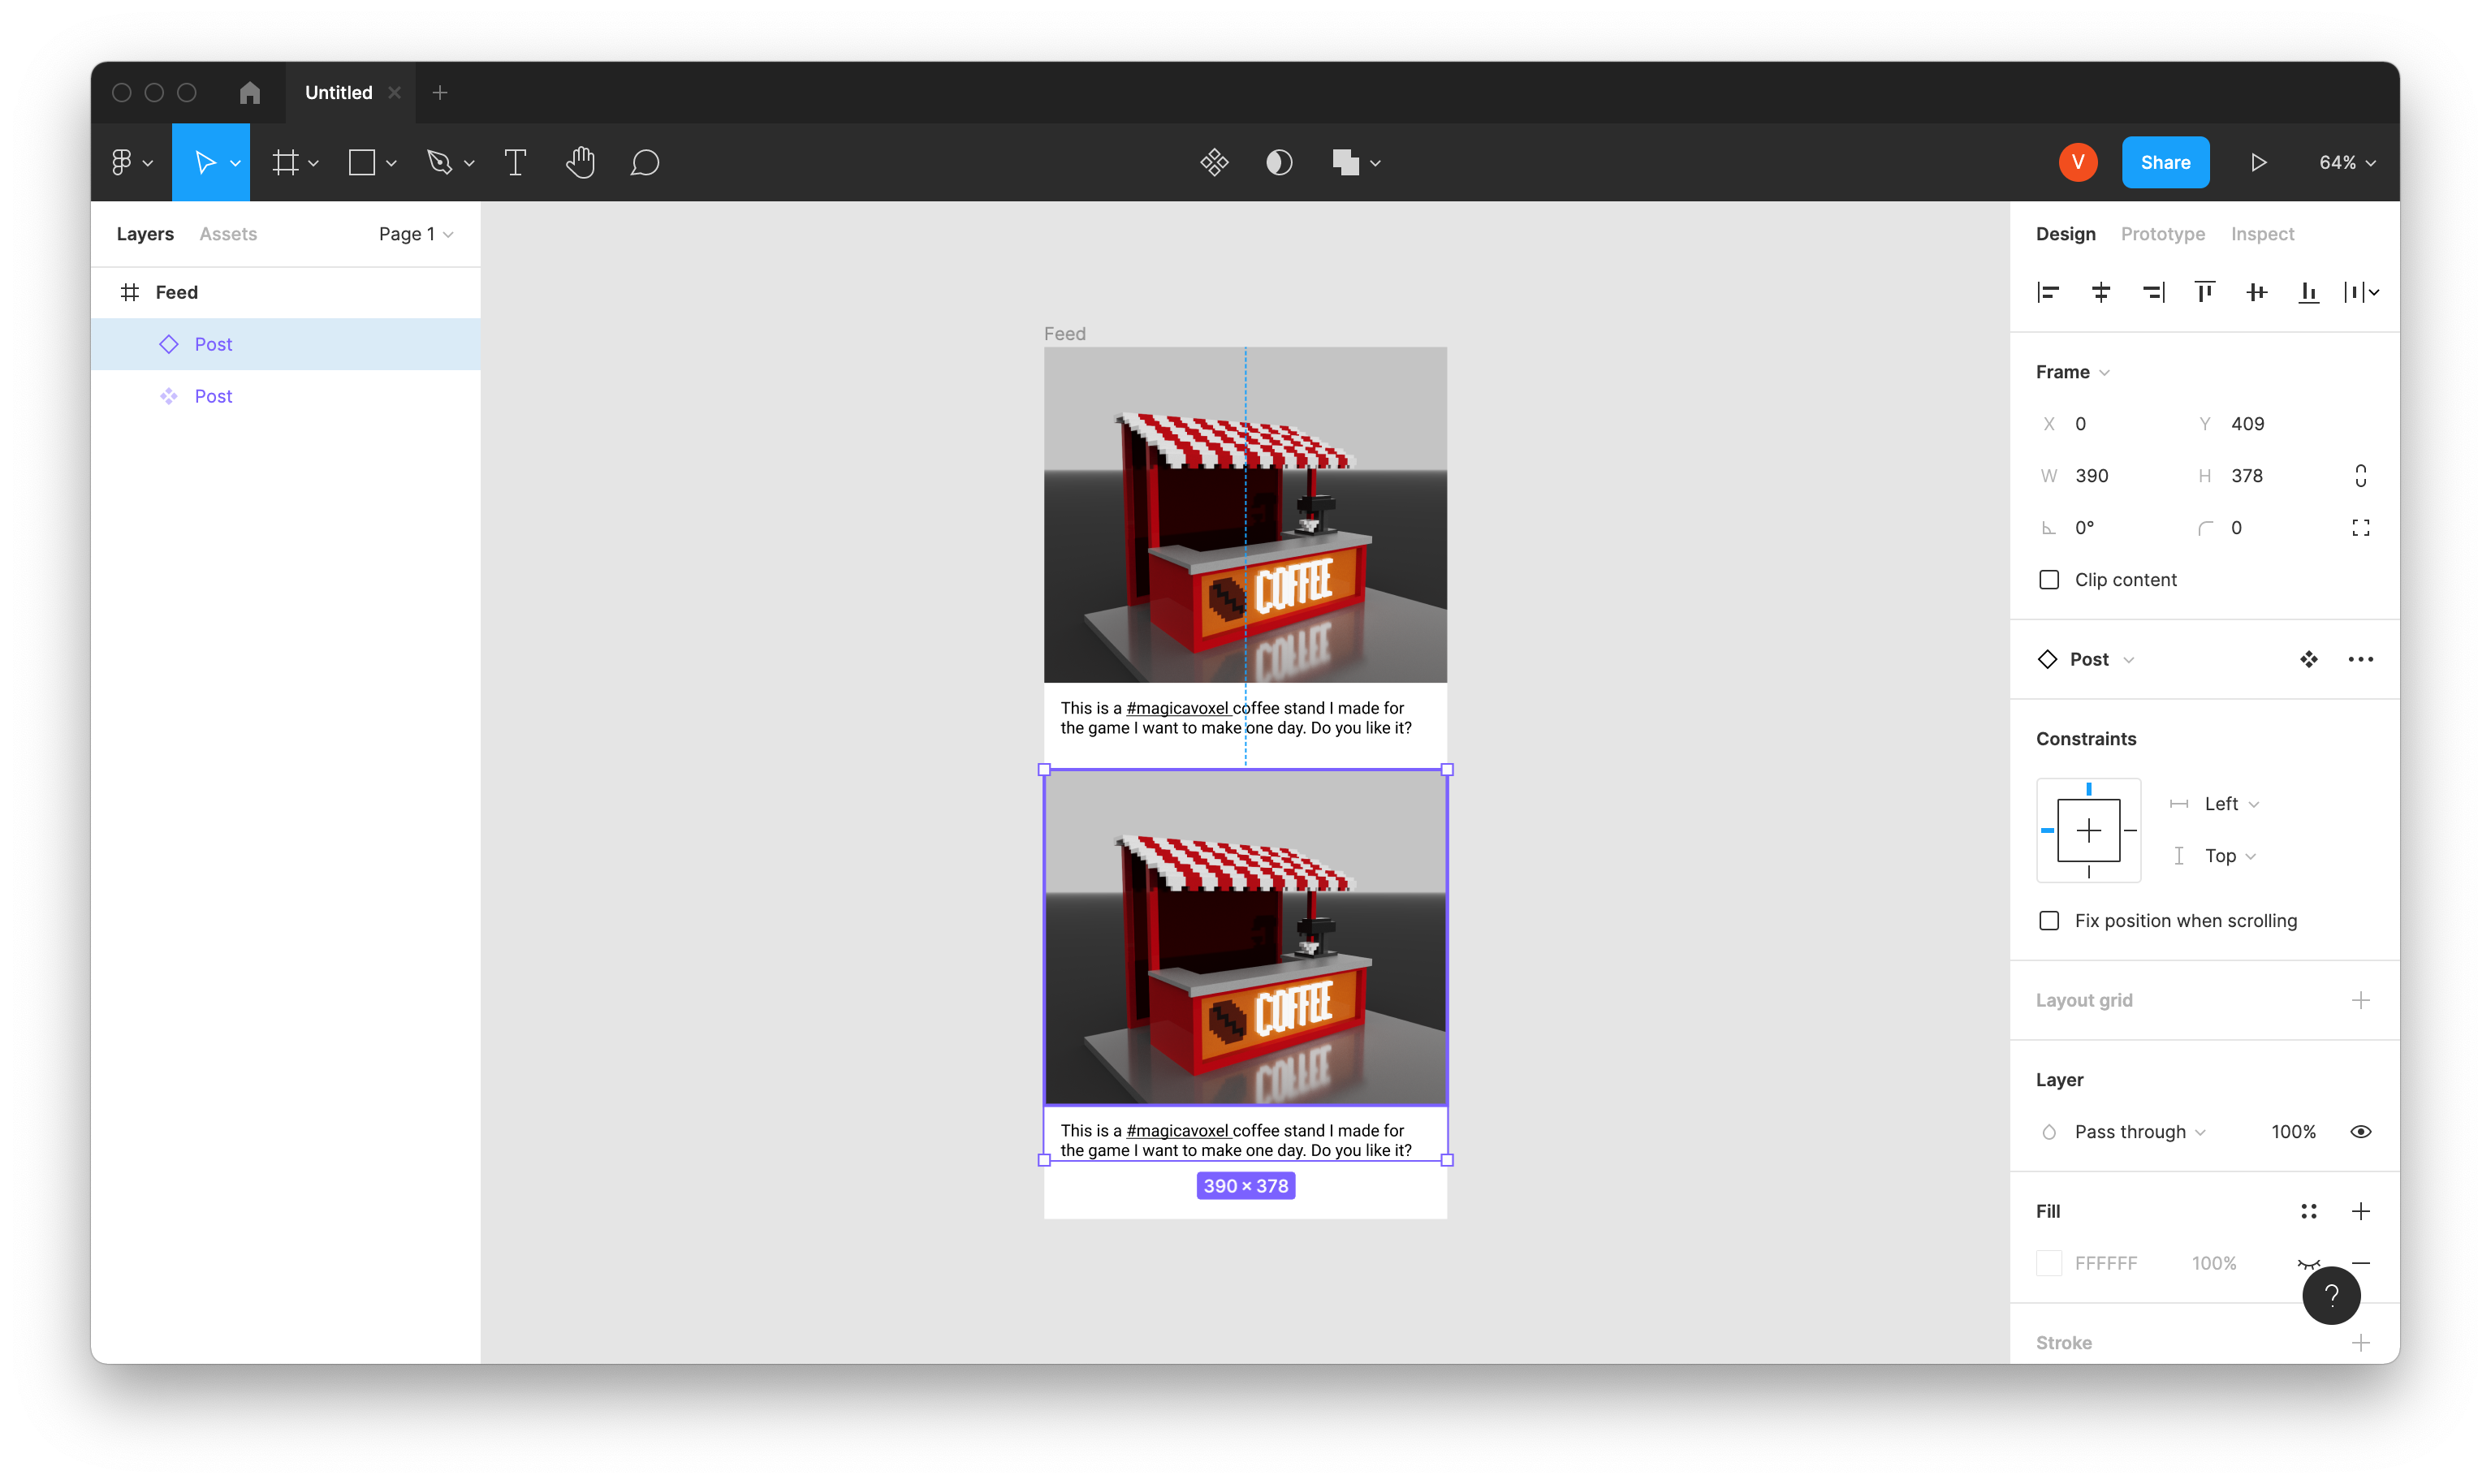 Untitled
V
Share
64%
Layers
Assets
Page 1
Feed
Post
Post
Feed
COFFEE
This is a #magicavoxel coffee stand I made for
the game I want to make one day. Do you like it?
COFFEE
This is a #magicavoxel coffee stand I made for
the game I want to make one day. Do you like it?
390 × 378
Design
Prototype
Inspect
Frame
X 0
Y 409
W 390
H 378
0°
0
Clip content
Post
Constraints
Left
Top
Fix position when scrolling
Layout grid
Layer
Pass through
100%
Fill
FFFFFF
100%
?
Stroke